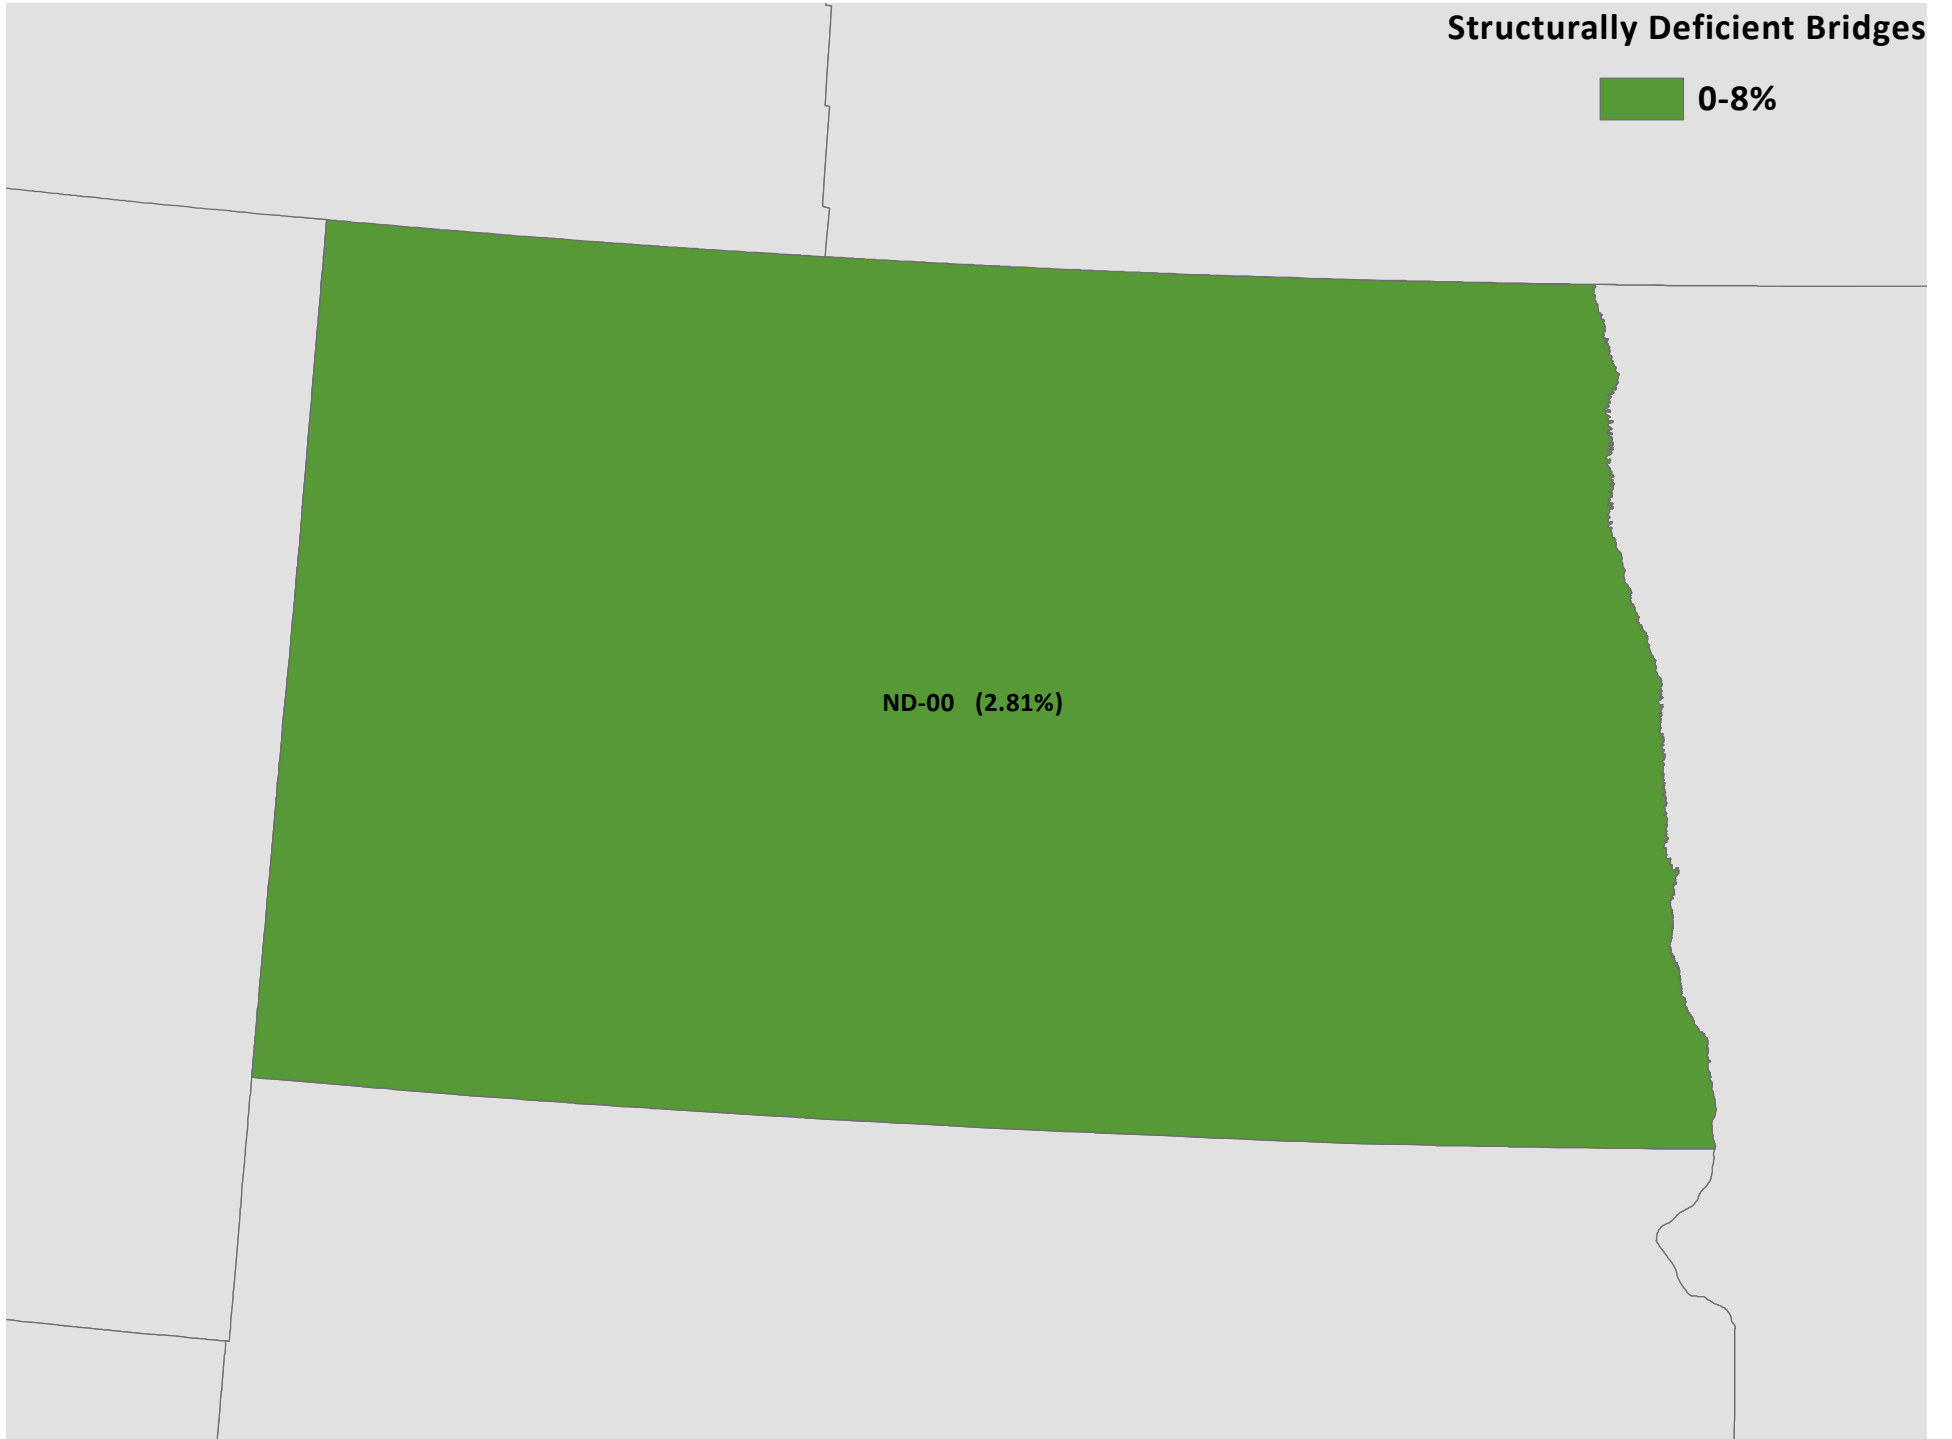 Structurally Deficient Bridges
0-8%
ND-00 (2.81%)